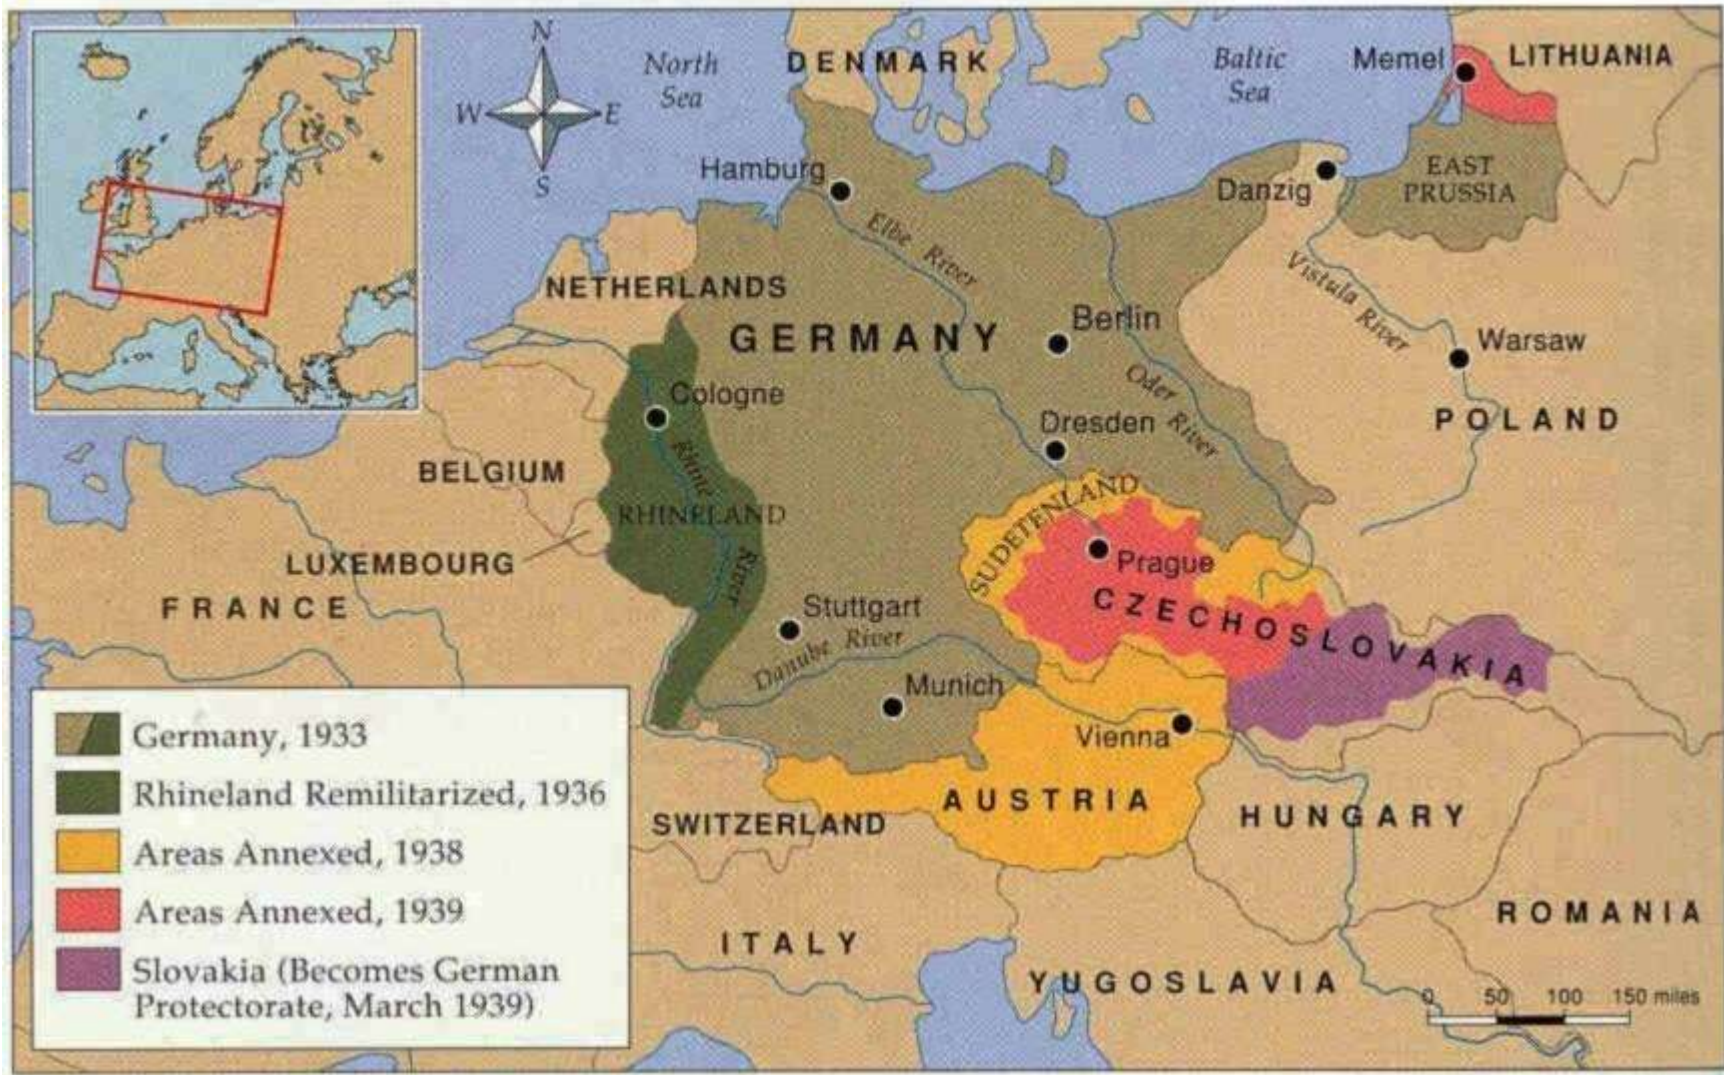 N
W E
S
North
Sea
DENMARK
Baltic
Sea
Memel
LITHUANIA
Hamburg
Danzig
EAST
PRUSSIA
Elbe River
Vistula River
NETHERLANDS
GERMANY
Berlin
Warsaw
Cologne
Oder River
Dresden
POLAND
BELGIUM
Rhine River
RHINELAND
SUDETENLAND
LUXEMBOURG
Prague
FRANCE
Stuttgart
CZECHOSLOVAKIA
Danube River
Munich
Vienna
AUSTRIA
SWITZERLAND
HUNGARY
ITALY
ROMANIA
YUGOSLAVIA
0 50 100 150 miles
Germany, 1933
Rhineland Remilitarized, 1936
Areas Annexed, 1938
Areas Annexed, 1939
Slovakia (Becomes German
Protectorate, March 1939)